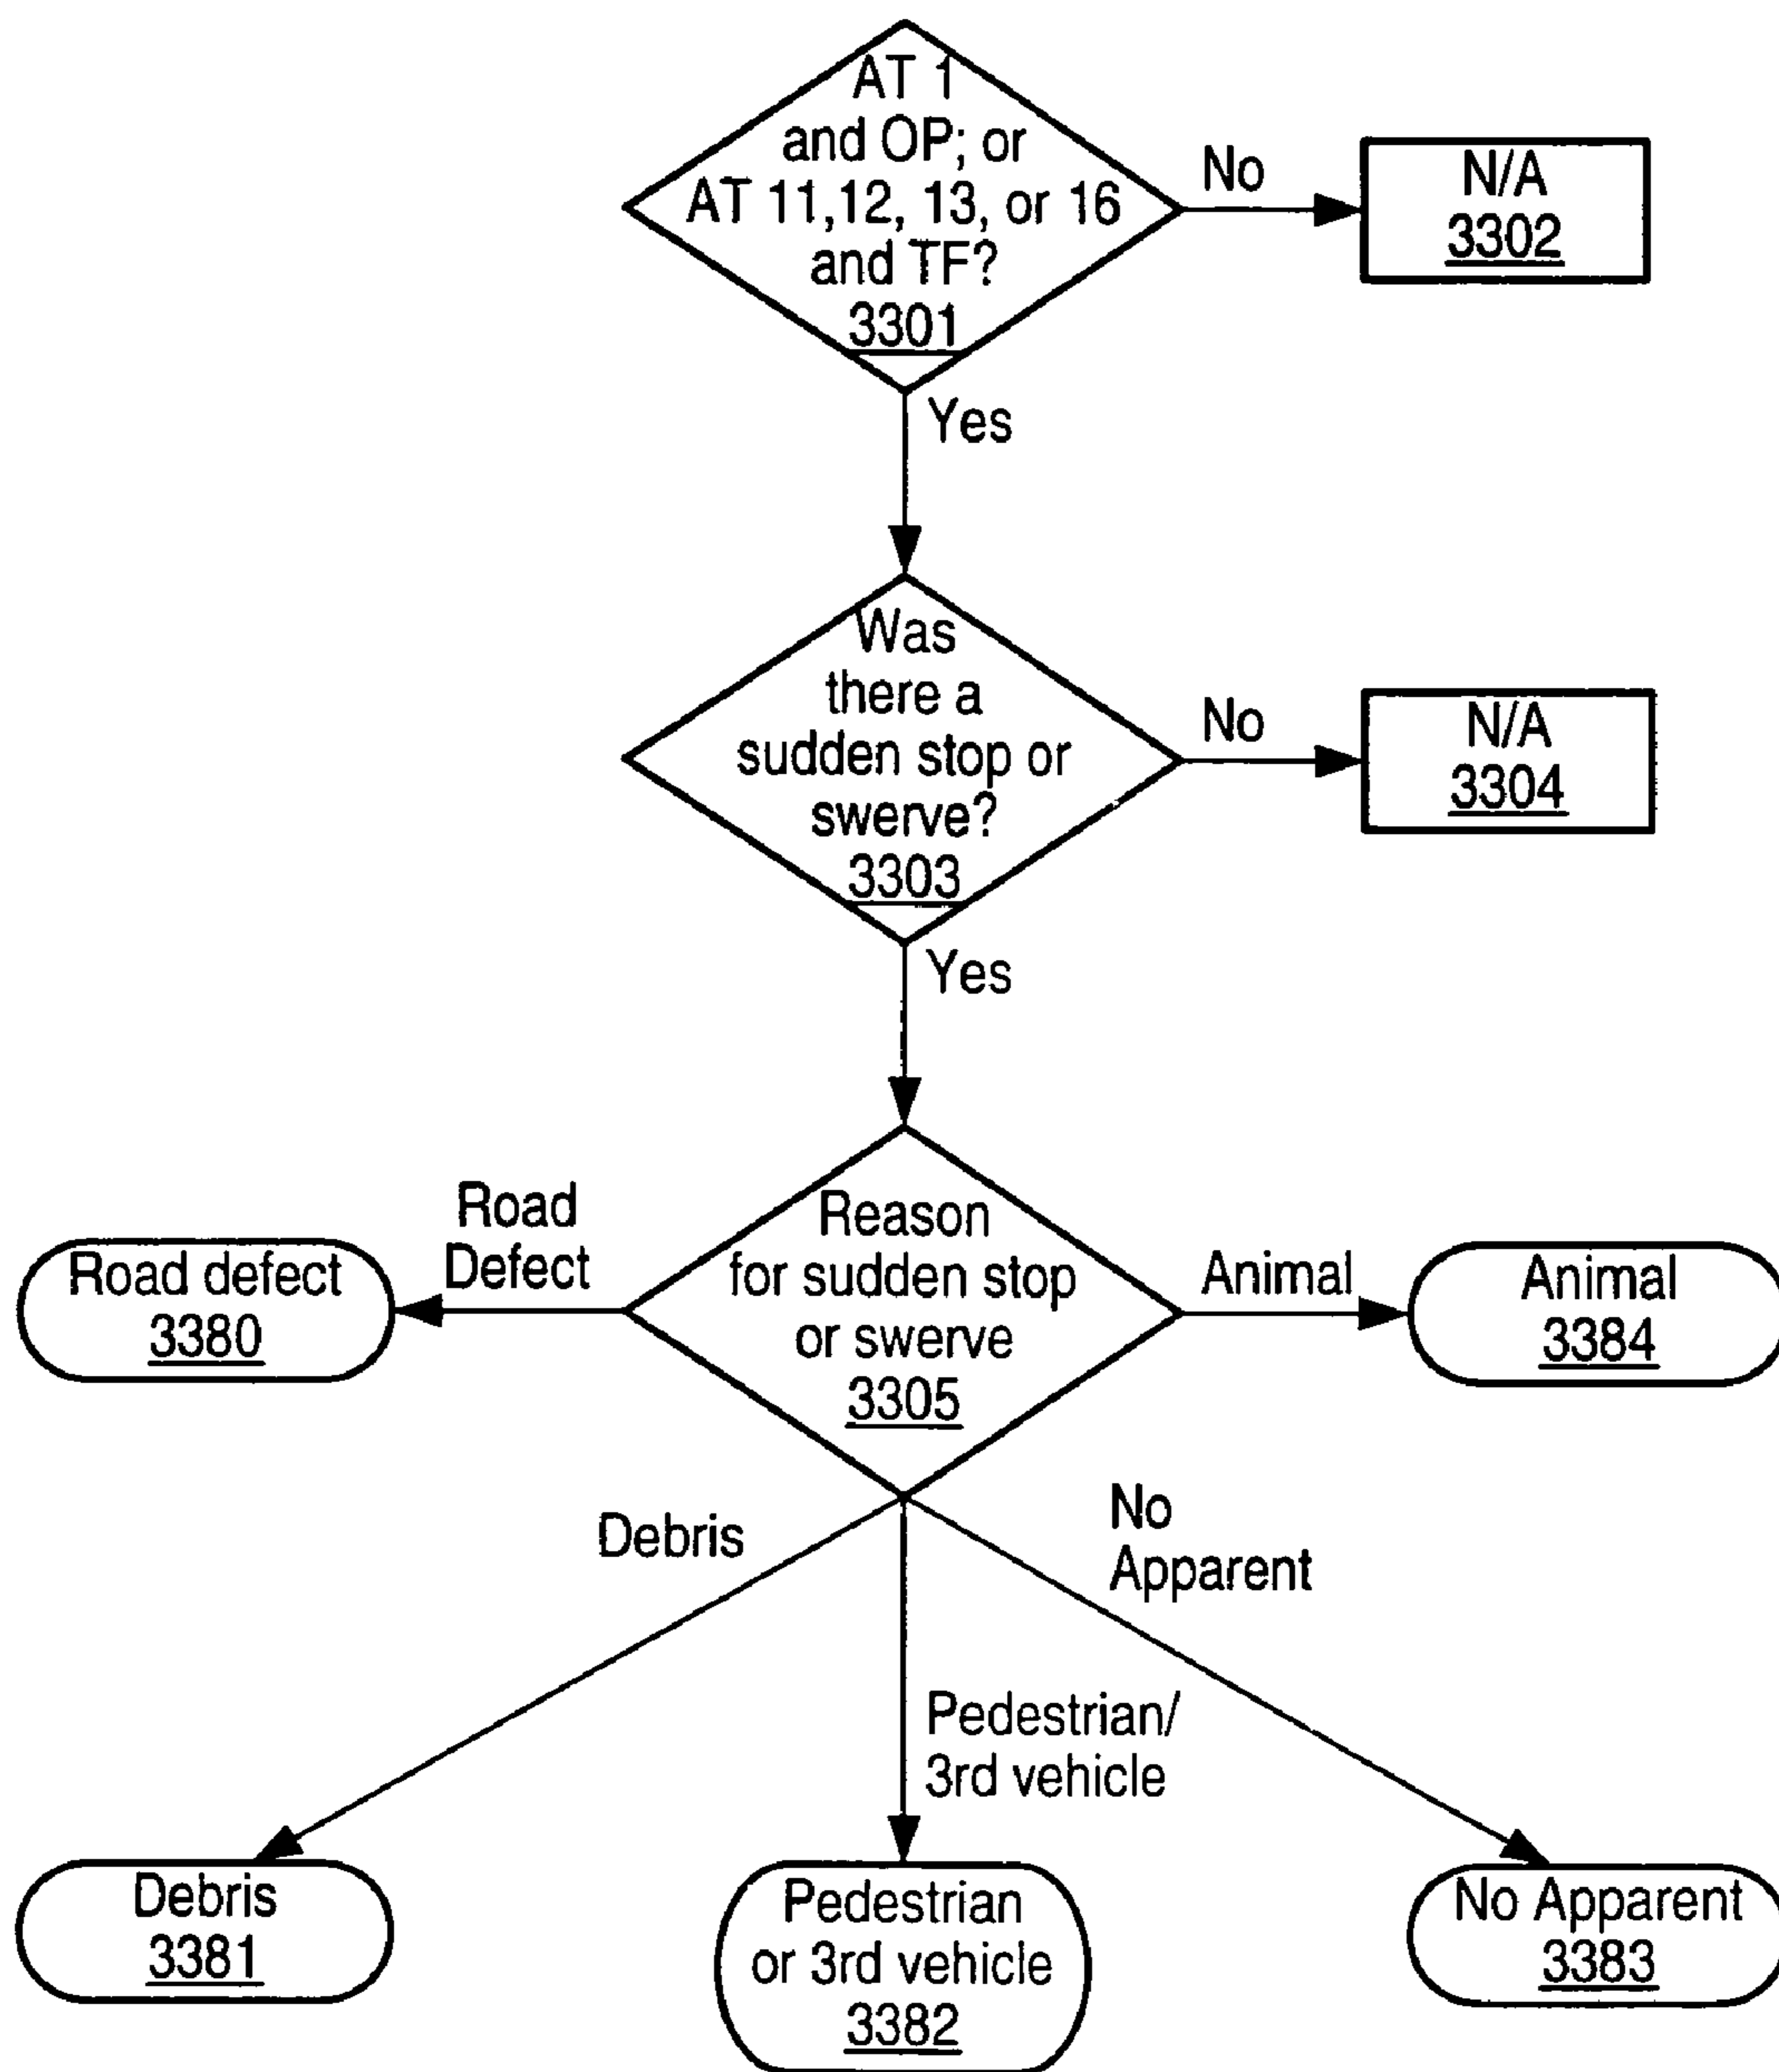 AT 1
and OP; or
AT 11,12, 13, or 16
and TF?
3301
No
N/A
3302
Yes
Was
there a
sudden stop or
swerve?
3303
No
N/A
3304
Yes
Reason
for sudden stop
or swerve
3305
Road
Defect
Road defect
3380
Animal
Animal
3384
Debris
No
Apparent
Pedestrian/
3rd vehicle
Debris
3381
Pedestrian
or 3rd vehicle
3382
No Apparent
3383